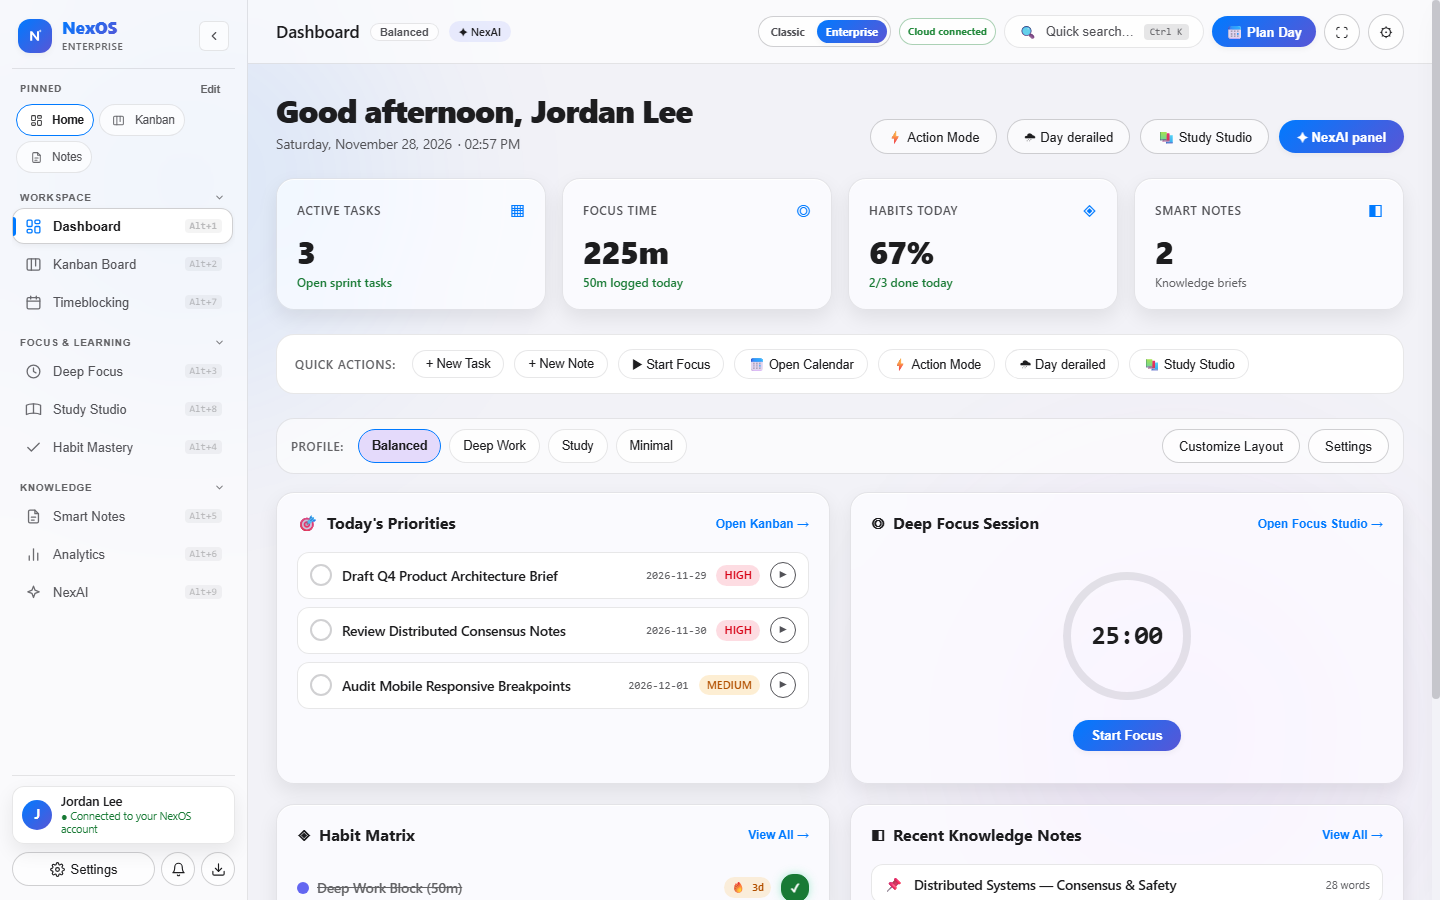 NexOS
ENTERPRISE
PINNED
Edit
Home
Kanban
Notes
WORKSPACE
Dashboard Alt+1
Kanban Board Alt+2
Timeblocking Alt+7
FOCUS & LEARNING
Deep Focus Alt+3
Study Studio Alt+8
Habit Mastery Alt+4
KNOWLEDGE
Smart Notes Alt+5
Analytics Alt+6
NexAI Alt+9
J
Jordan Lee
● Connected to your NexOS
account
Settings
Dashboard
Balanced
✦ NexAI
Classic
Enterprise
Cloud connected
Quick search...
Ctrl K
Plan Day
Good afternoon, Jordan Lee
Saturday, November 28, 2026 · 02:57 PM
Action Mode
Day derailed
Study Studio
✦ NexAI panel
ACTIVE TASKS
3
Open sprint tasks
FOCUS TIME
225m
50m logged today
HABITS TODAY
67%
2/3 done today
SMART NOTES
2
Knowledge briefs
QUICK ACTIONS:
+ New Task
+ New Note
▶ Start Focus
Open Calendar
Action Mode
Day derailed
Study Studio
PROFILE:
Balanced
Deep Work
Study
Minimal
Customize Layout
Settings
Today's Priorities
Open Kanban →
Draft Q4 Product Architecture Brief 2026-11-29 HIGH
Review Distributed Consensus Notes 2026-11-30 HIGH
Audit Mobile Responsive Breakpoints 2026-12-01 MEDIUM
Deep Focus Session
Open Focus Studio →
25:00
Start Focus
Habit Matrix
View All →
Deep Work Block (50m) 3d
Recent Knowledge Notes
View All →
Distributed Systems — Consensus & Safety 28 words